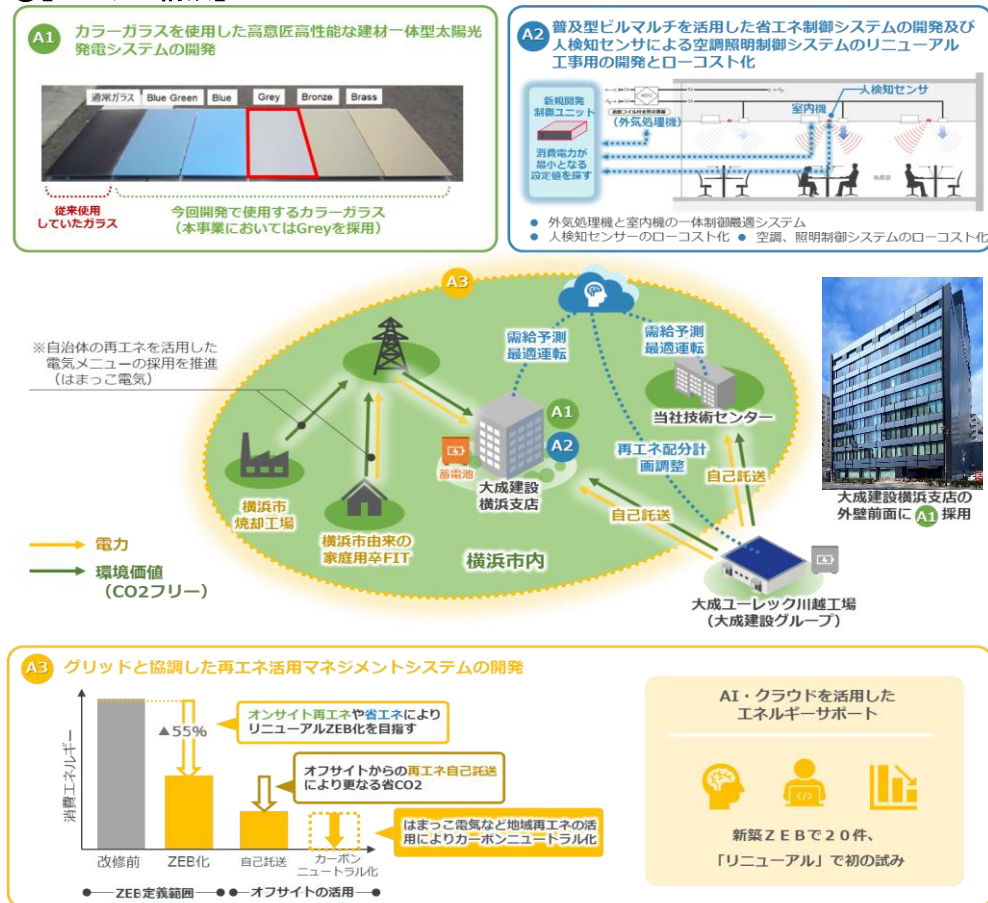 A1 カラーガラスを使用した高意匠高性能な建材一体型太陽光
発電システムの開発
通常ガラス Blue Green Blue Grey Bronze Brass
従来使用
していたガラス
今回開発で使用するカラーガラス
(本事業においてはGreyを採用)
A2 普及型ビルマルチを活用した省エネ制御システムの開発及び
人検知センサによる空調照明制御システムのリニューアル
工事用の開発とローコスト化
新規開発
制御ユニット
消費電力が
最小となる
設定値を探す
(外気処理機)
人検知センサ
室内機
執務室
● 外気処理機と室内機の一体制御最適システム
● 人検知センサーのローコスト化 ● 空調、照明制御システムのローコスト化
A3
※自治体の再エネを活用した
電気メニューの採用を推進
(はまっこ電気)
需給予測
最適運転
需給予測
最適運転
当社技術センター
A1
A2
蓄電池
大成建設
横浜支店
再エネ配分計
画調整
自己託送
自己託送
横浜市
焼却工場
横浜市由来の
家庭用卒FIT
横浜市内
電力
環境価値
(CO2フリー)
大成ユーレック川越工場
(大成建設グループ)
大成建設横浜支店の
外壁前面に A1 採用
A3 グリッドと協調した再エネ活用マネジメントシステムの開発
消費エネルギー
▲55%
オンサイト再エネや省エネにより
リニューアルZEB化を目指す
オフサイトからの再エネ自己託送
により更なる省CO2
はまっこ電気など地域再エネの活
用によりカーボンニュートラル化
改修前 ZEB化 自己託送 カーボン
ニュートラル化
ZEB定義範囲 オフサイトの活用
AI・クラウドを活用した
エネルギーサポート
新築ZEBで20件、
「リニューアル」で初の試み